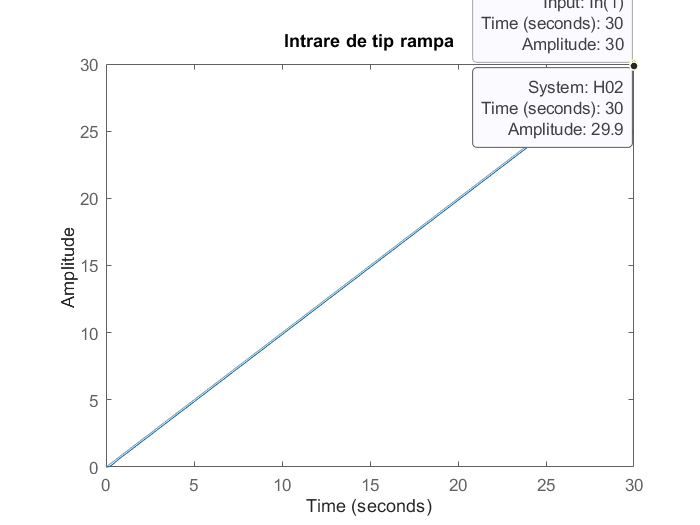 Input: In(1)
Time (seconds): 30
Amplitude: 30
Intrare de tip rampa
System: H02
Time (seconds): 30
Amplitude: 29.9
30
25
20
15
10
5
0
Amplitude
0 5 10 15 20 25 30
Time (seconds)